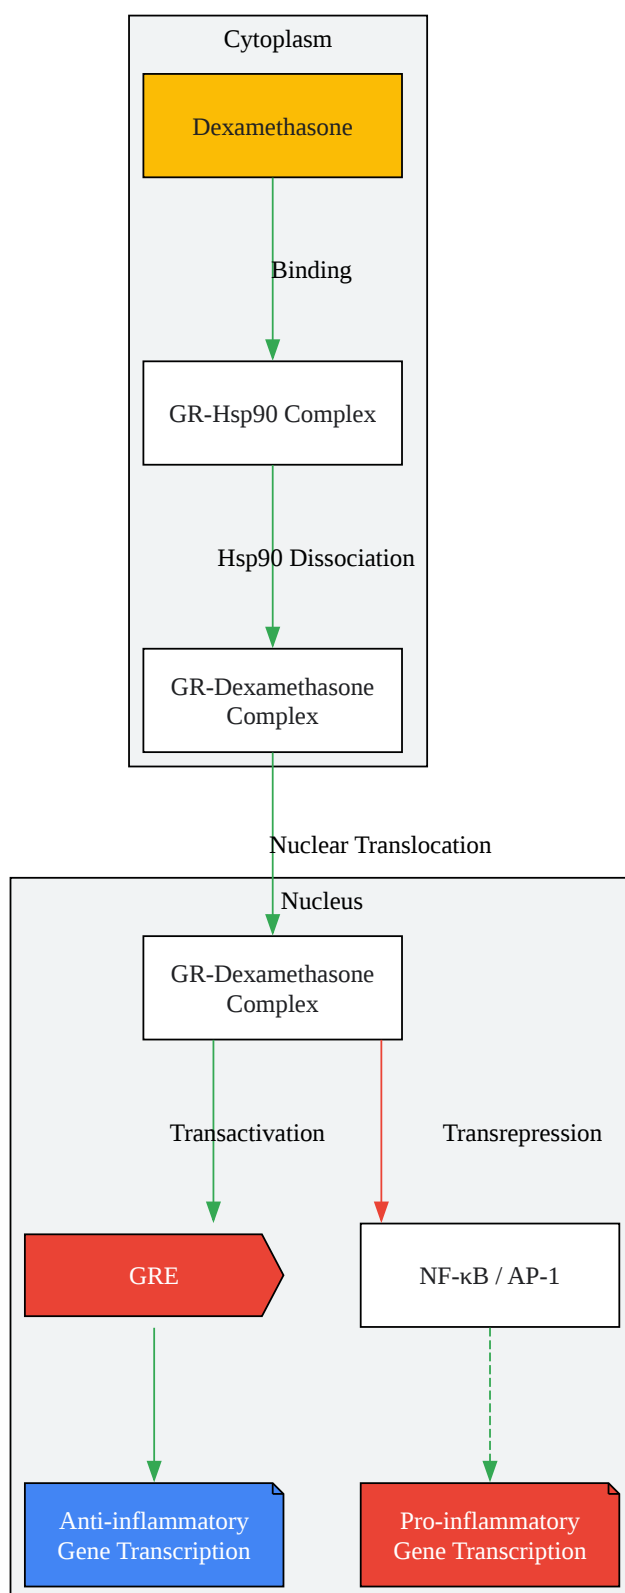 Cytoplasm
Dexamethasone
Binding
GR-Hsp90 Complex
Hsp90 Dissociation
GR-Dexamethasone
Complex
Nuclear Translocation
Nucleus
GR-Dexamethasone
Complex
Transactivation
Transrepression
GRE
NF-κB / AP-1
Anti-inflammatory
Gene Transcription
Pro-inflammatory
Gene Transcription